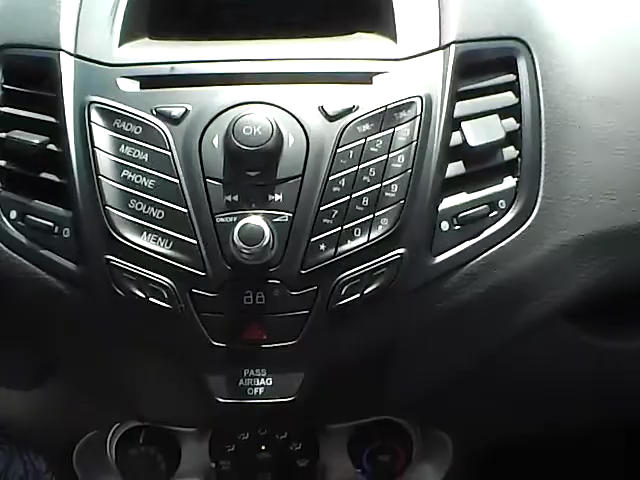 RADIO
MEDIA
PHONE
SOUND
MENU
OK
ON/OFF
1
2
3
4
5
6
7
8
9
*
0
PASS
AIRBAG
OFF